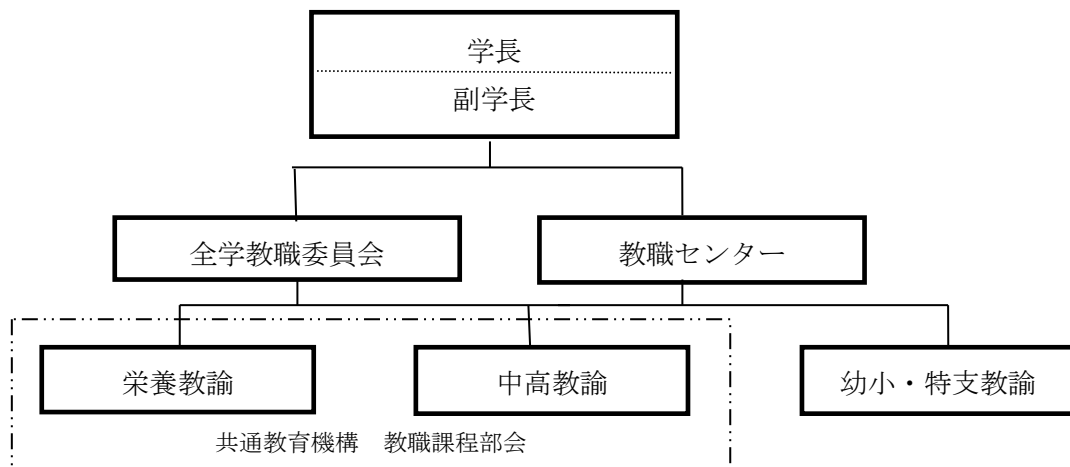 学長
副学長
全学教職委員会
教職センター
栄養教諭
中高教諭
幼小・特支教諭
共通教育機構　教職課程部会